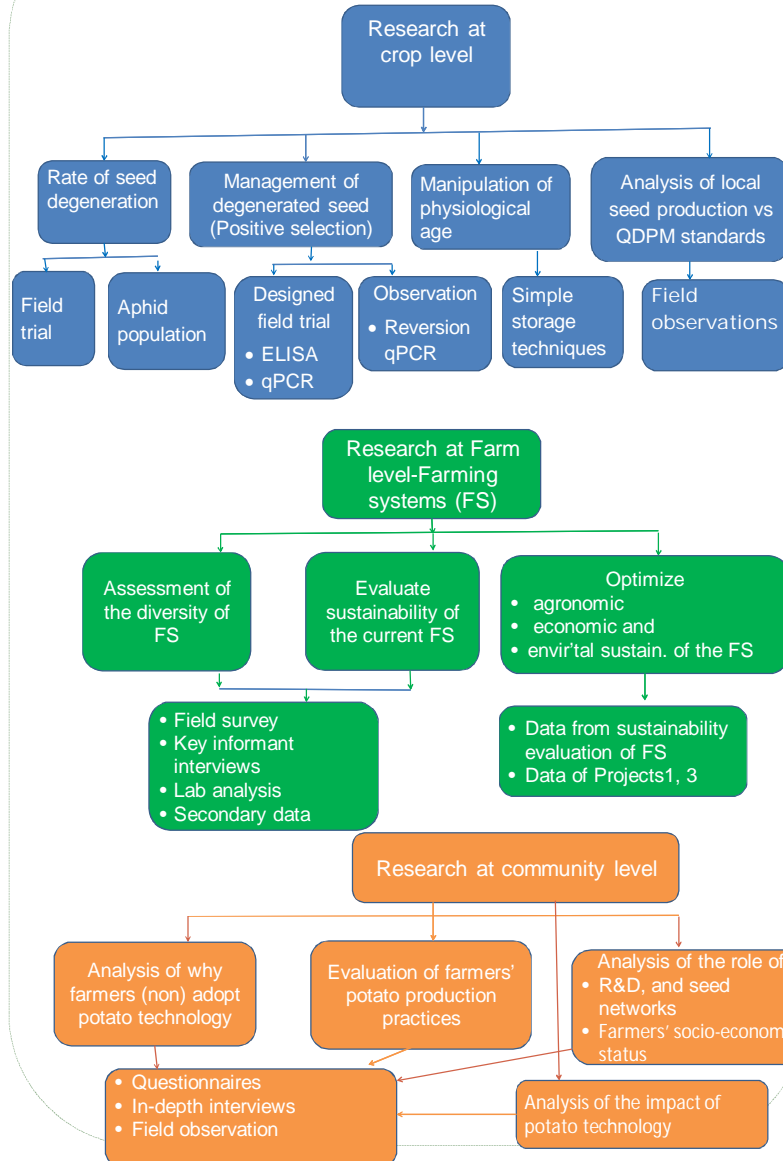 Research at
crop level
Rate of seed
degeneration
Management of
degenerated seed
(Positive selection)
Manipulation of
physiological
age
Analysis of local
seed production vs
QDPM standards
Field
trial
Aphid
population
Designed
field trial
• ELISA
• qPCR
Observation
• Reversion
qPCR
Simple
storage
techniques
Field
observations
Research at Farm
level-Farming
systems (FS)
Assessment of
the diversity of
FS
Evaluate
sustainability of
the current FS
Optimize
• agronomic
• economic and
• envir'tal sustain. of the FS
• Field survey
• Key informant
interviews
• Lab analysis
• Secondary data
• Data from sustainability
evaluation of FS
• Data of Projects1, 3
Research at community level
Analysis of why
farmers (non) adopt
potato technology
Evaluation of farmers'
potato production
practices
Analysis of the role of
• R&D, and seed
networks
• Farmers' socio-econom
status
• Questionnaires
• In-depth interviews
• Field observation
Analysis of the impact of
potato technology